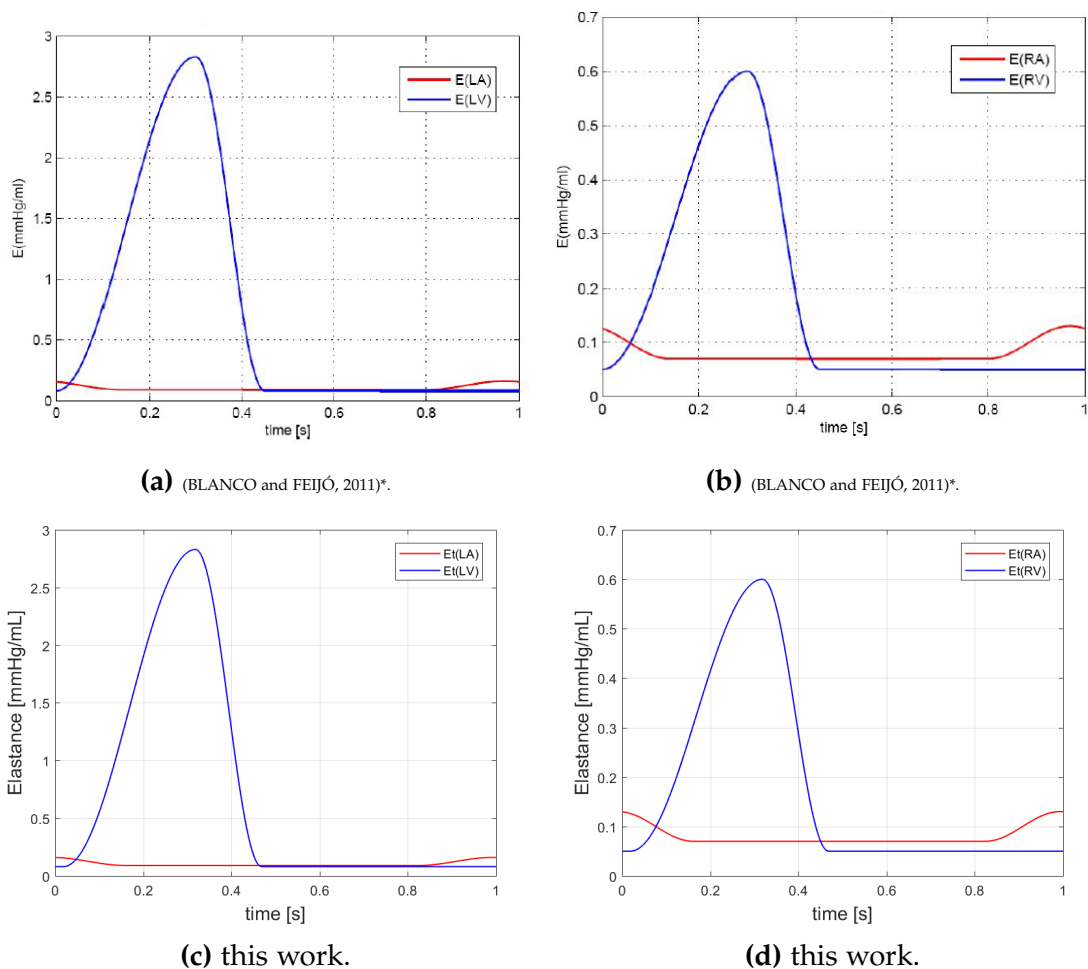 3
2.5
2
1.5
1
0.5
0
E(mmHg/ml)
E(LA)
E(LV)
0 0.2 0.4 0.6 0.8 1
time [s]
(a) (BLANCO and FEIJÓ, 2011)*.
0.7
0.6
0.5
0.4
0.3
0.2
0.1
0
E(mmHg/ml)
E(RA)
E(RV)
0 0.2 0.4 0.6 0.8 1
time [s]
(b) (BLANCO and FEIJÓ, 2011)*.
3
2.5
2
1.5
1
0.5
0
Elastance [mmHg/mL]
Et(LA)
Et(LV)
0 0.2 0.4 0.6 0.8 1
time [s]
(c) this work.
0.7
0.6
0.5
0.4
0.3
0.2
0.1
0
Elastance [mmHg/mL]
Et(RA)
Et(RV)
0 0.2 0.4 0.6 0.8 1
time [s]
(d) this work.